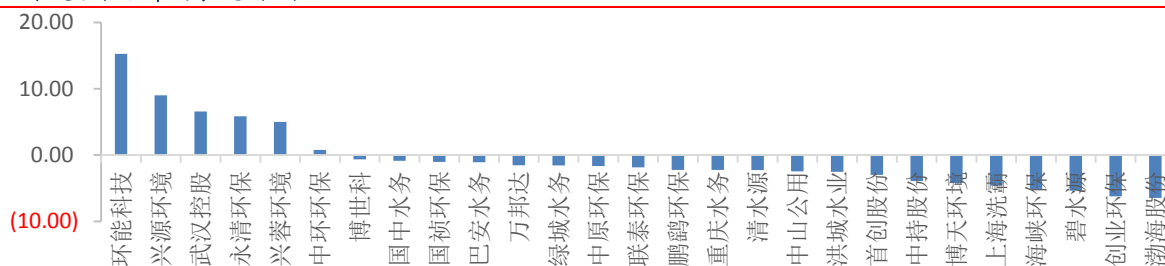 20.00
10.00
0.00
(10.00)
环能科技
兴源环境
武汉控股
永清环保
兴蓉环境
中环环保
博世科
国中水务
国祯环保
巴安水务
万邦达
绿城水务
中原环保
联泰环保
鹏鹞环保
重庆水务
清水源
中山公用
洪城水业
首创股份
中持股份
博天环境
上海洗霸
海峡环保
碧水源
创业环保
渤海股份